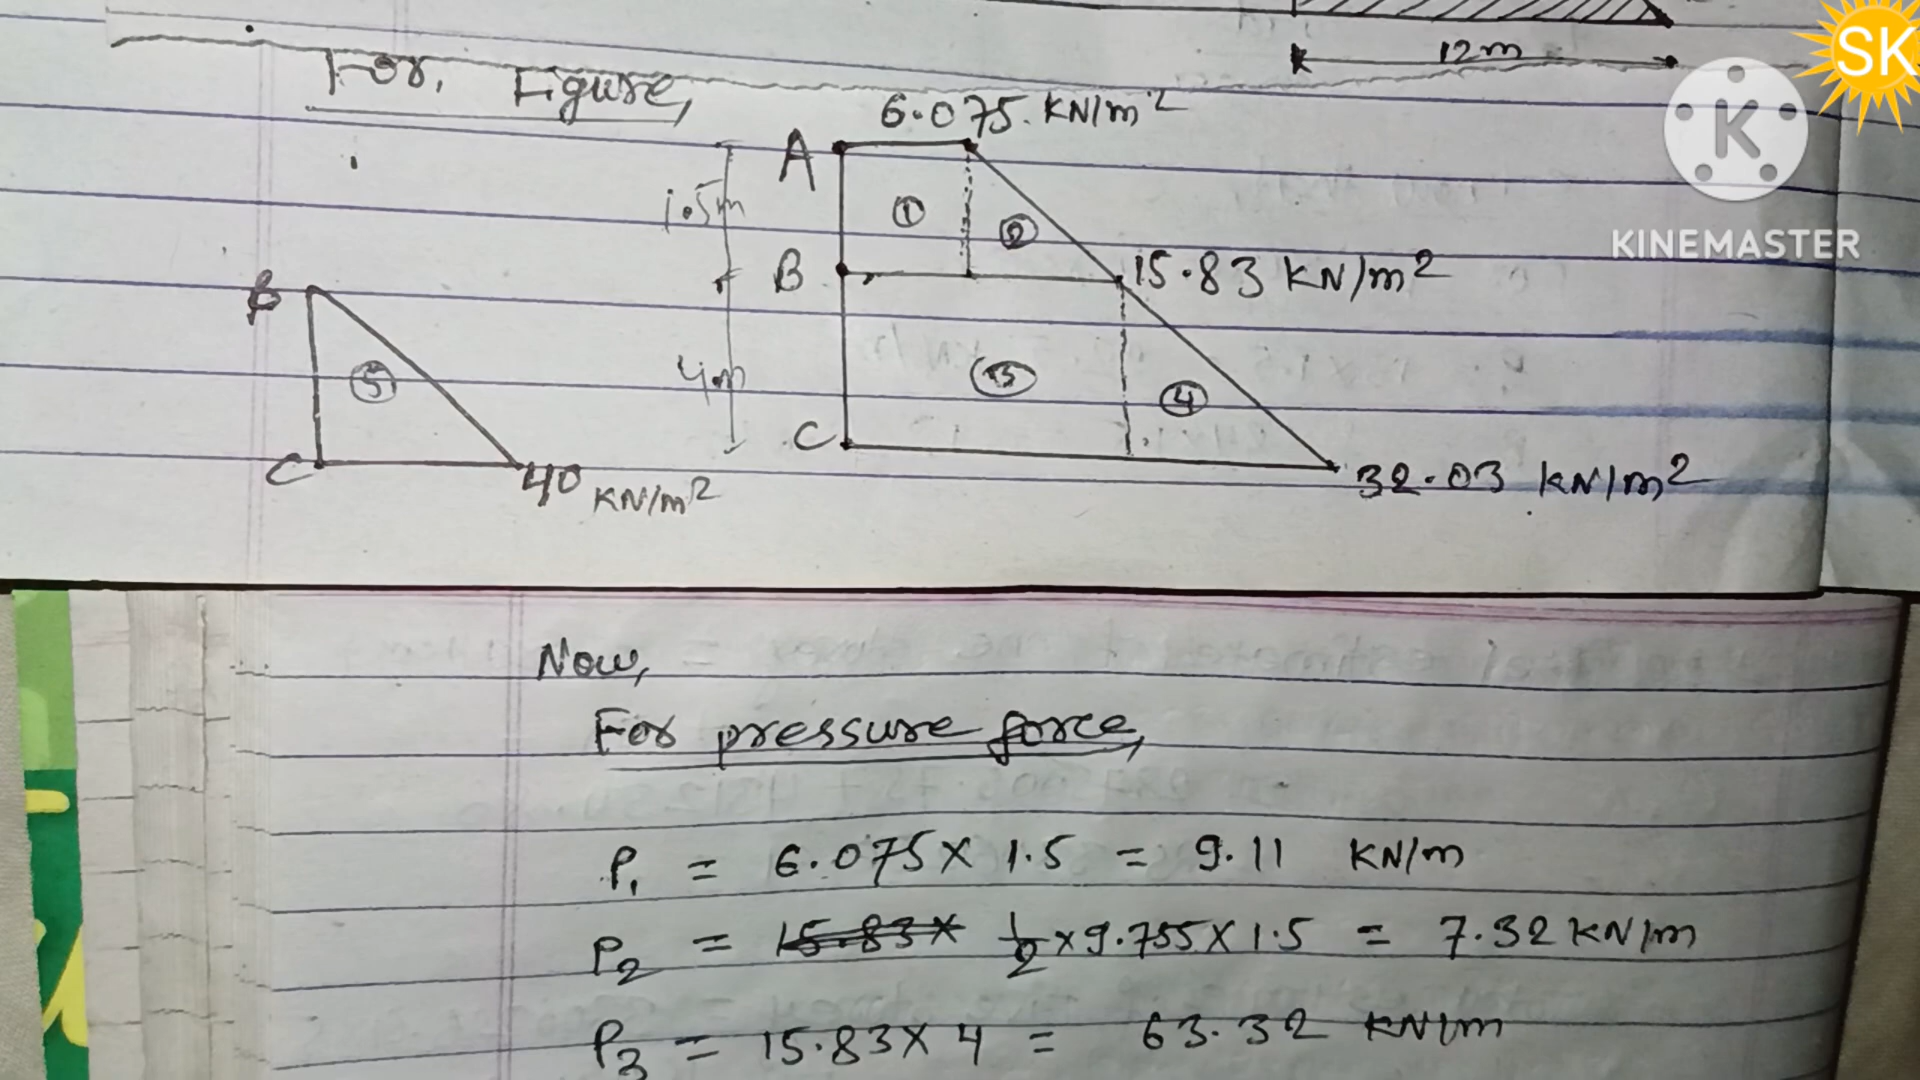 12m
SK
K
KINEMASTER
For, Figure,
6.075 KN/m²
A
1.5m
① ②
B
15.83 KN/m²
B
4m
③ ④
⑤
C
32.03 KN/m²
C
40 KN/m²
Now,
For pressure force,
P₁ = 6.075 × 1.5 = 9.11 KN/m
P₂ = 15.83× ½ × 9.755 × 1.5 = 7.32 KN/m
P₃ = 15.83 × 4 = 63.32 KN/m